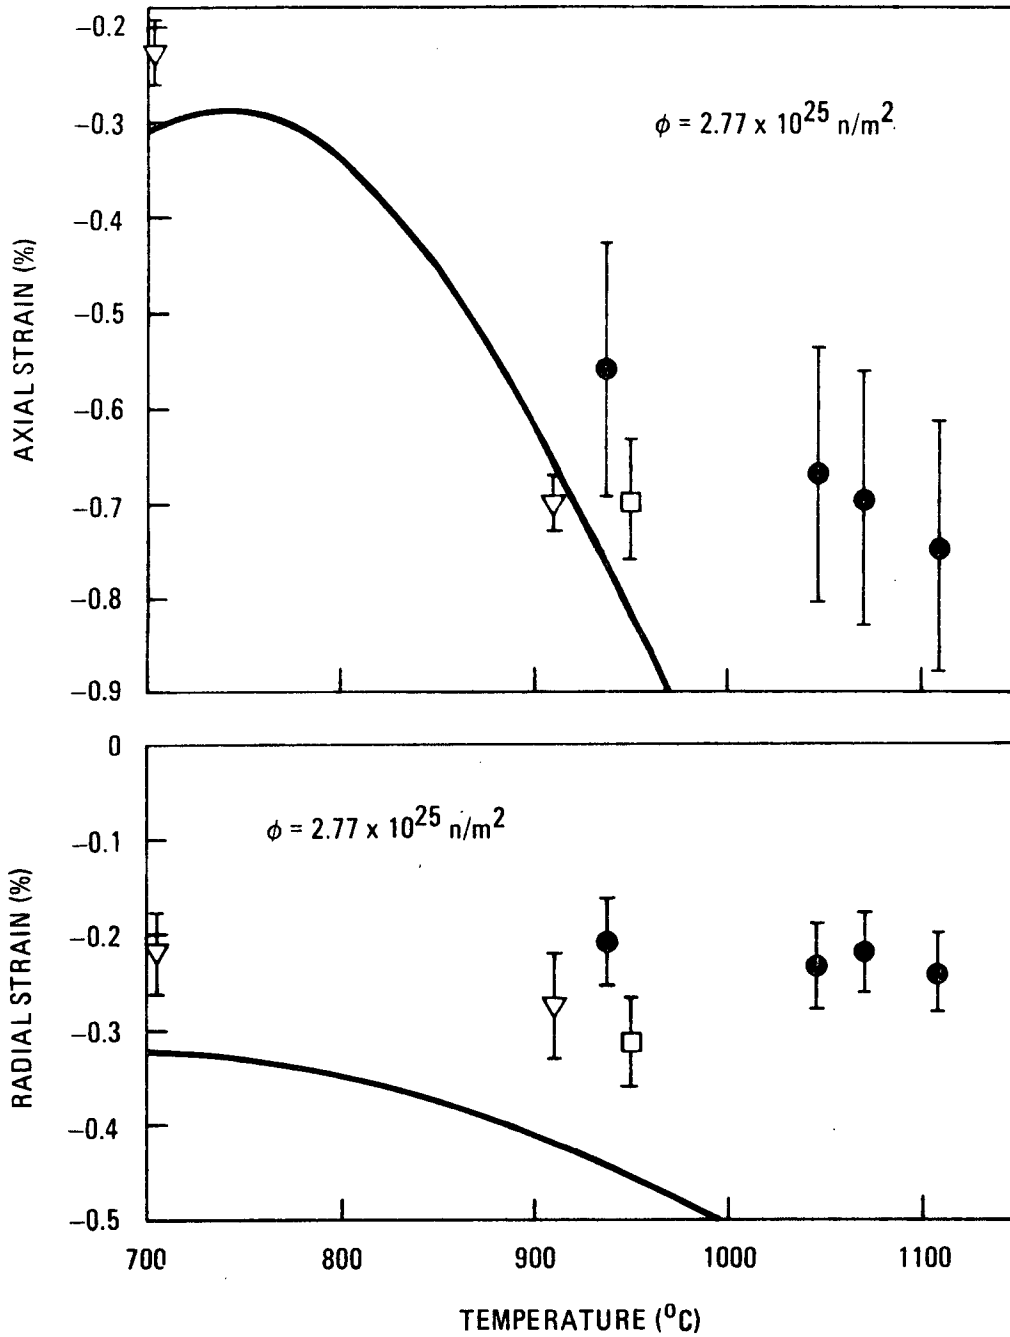 −0.2
−0.3
−0.4
−0.5
−0.6
−0.7
−0.8
−0.9
AXIAL STRAIN (%)
ϕ = 2.77 x 10²⁵ n/m²
0
−0.1
−0.2
−0.3
−0.4
−0.5
RADIAL STRAIN (%)
ϕ = 2.77 x 10²⁵ n/m²
700 800 900 1000 1100
TEMPERATURE (⁰C)